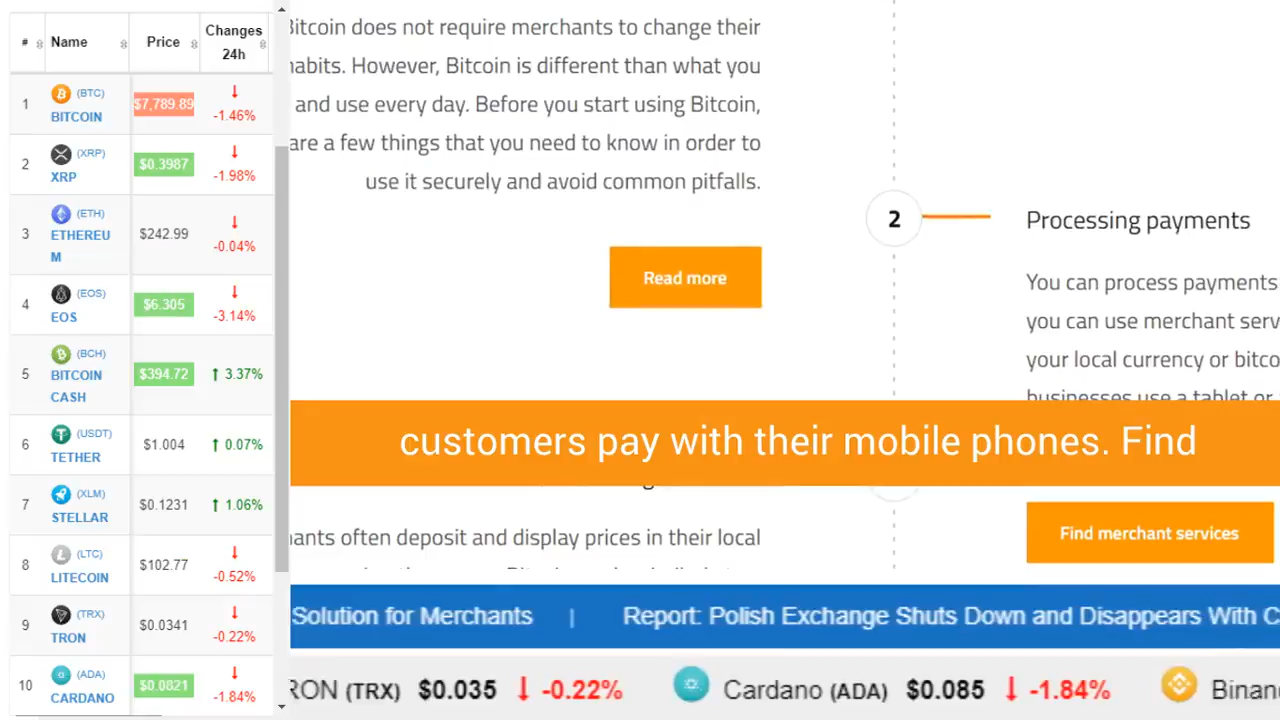 # Name Price Changes 24h
1 (BTC) BITCOIN $7,789.89 ↓ -1.46%
2 (XRP) XRP $0.3987 ↓ -1.98%
3 (ETH) ETHEREU M $242.99 ↓ -0.04%
4 (EOS) EOS $6.305 ↓ -3.14%
5 (BCH) BITCOIN CASH $394.72 ↑ 3.37%
6 (USDT) TETHER $1.004 ↑ 0.07%
7 (XLM) STELLAR $0.1231 ↑ 1.06%
8 (LTC) LITECOIN $102.77 ↓ -0.52%
9 (TRX) TRON $0.0341 ↓ -0.22%
10 (ADA) CARDANO $0.0821 ↓ -1.84%
Bitcoin does not require merchants to change their
habits. However, Bitcoin is different than what you
and use every day. Before you start using Bitcoin,
are a few things that you need to know in order to
use it securely and avoid common pitfalls.
Read more
2
Processing payments
You can process payments
you can use merchant serv
your local currency or bitco
businesses use a tablet or
customers pay with their mobile phones. Find
Find merchant services
hants often deposit and display prices in their local
Solution for Merchants | Report: Polish Exchange Shuts Down and Disappears With C
RON (TRX) $0.035 ↓ -0.22% Cardano (ADA) $0.085 ↓ -1.84% Binan